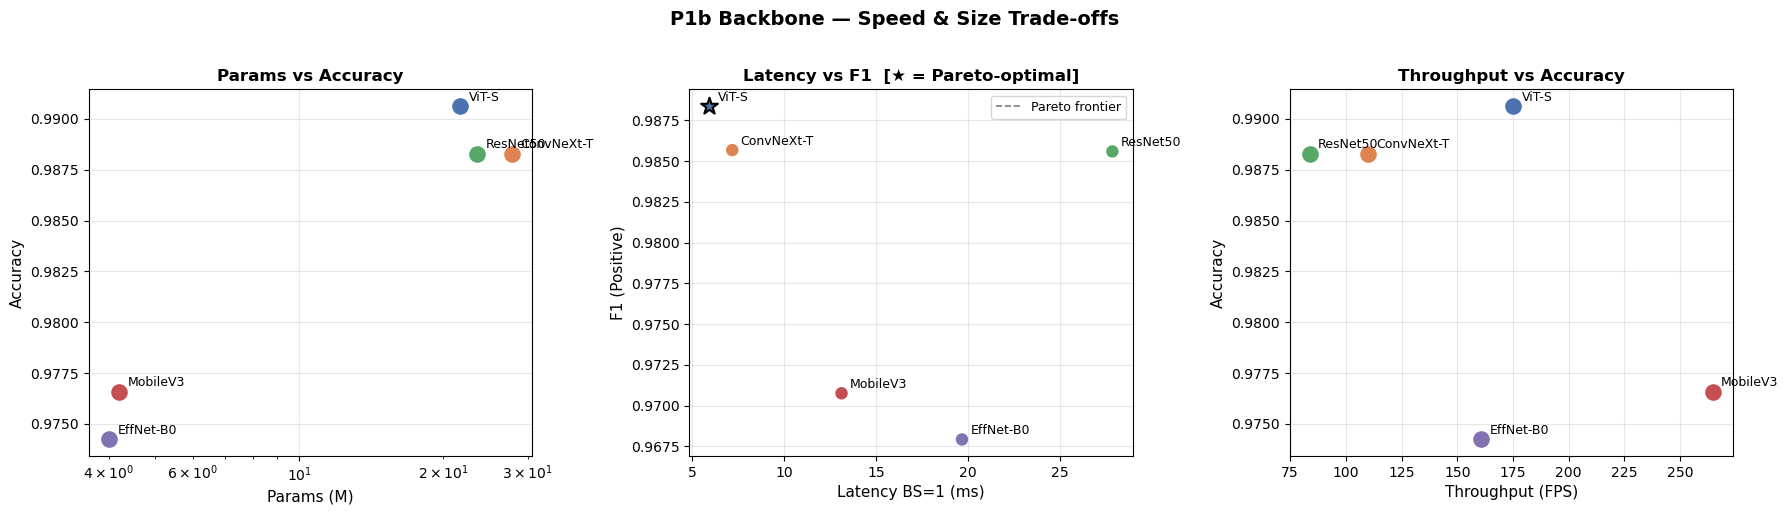 P1b Backbone — Speed & Size Trade-offs
Params vs Accuracy
0.9900
0.9875
0.9850
0.9825
0.9800
0.9775
0.9750
Accuracy
ViT-S
ResNet50
ConvNeXt-T
MobileV3
EffNet-B0
4 × 10⁰
6 × 10⁰
10¹
2 × 10¹
3 × 10¹
Params (M)
Latency vs F1 [★ = Pareto-optimal]
Pareto frontier
0.9875
0.9850
0.9825
0.9800
0.9775
0.9750
0.9725
0.9700
0.9675
F1 (Positive)
ViT-S
ConvNeXt-T
ResNet50
MobileV3
EffNet-B0
5
10
15
20
25
Latency BS=1 (ms)
Throughput vs Accuracy
0.9900
0.9875
0.9850
0.9825
0.9800
0.9775
0.9750
Accuracy
ViT-S
ResNet50
ConvNeXt-T
MobileV3
EffNet-B0
75
100
125
150
175
200
225
250
Throughput (FPS)